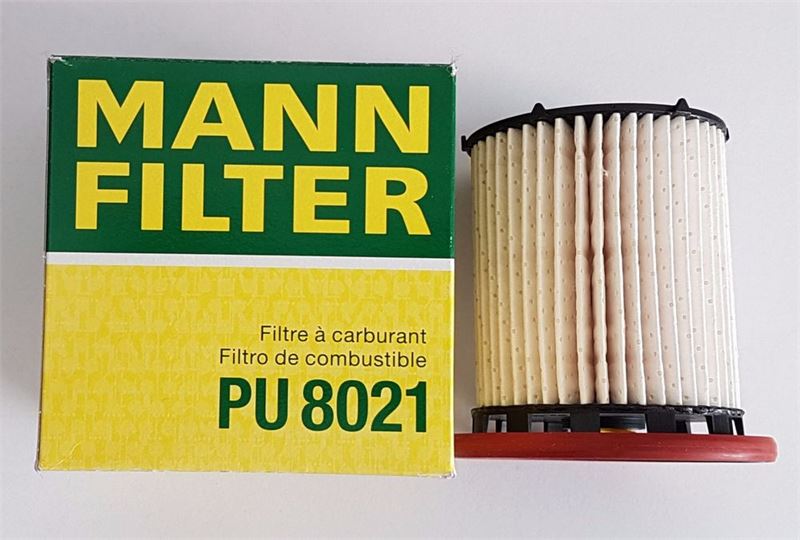 MANN
FILTER
Filtre à carburant
Filtro de combustible
PU 8021